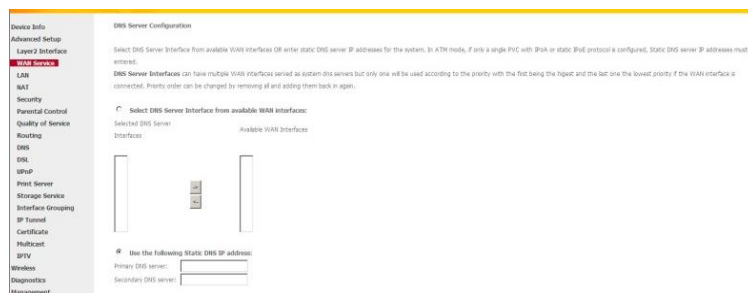 Device Info
Advanced Setup
Layer2 Interface
WAN Service
LAN
NAT
Security
Parental Control
Quality of Service
Routing
DNS
DSL
UPnP
Print Server
Storage Service
Interface Grouping
IP Tunnel
Certificate
Multicast
IPTV
Wireless
Diagnostics
Management
DNS Server Configuration
Select DNS Server Interface from available WAN interfaces OR enter static DNS server IP addresses for the system. In ATM mode, if only a single PVC with IPoA or static IPoE protocol is configured, Static DNS server IP addresses must
entered.
DNS Server Interfaces can have multiple WAN interfaces served as system dns servers but only one will be used according to the priority with the first being the higest and the last one the lowest priority if the WAN interface is
connected. Priority order can be changed by removing all and adding them back in again.
Select DNS Server Interface from available WAN interfaces:
Selected DNS Server
Interfaces
Available WAN Interfaces
->
<-
Use the following Static DNS IP address:
Primary DNS server:
Secondary DNS server: